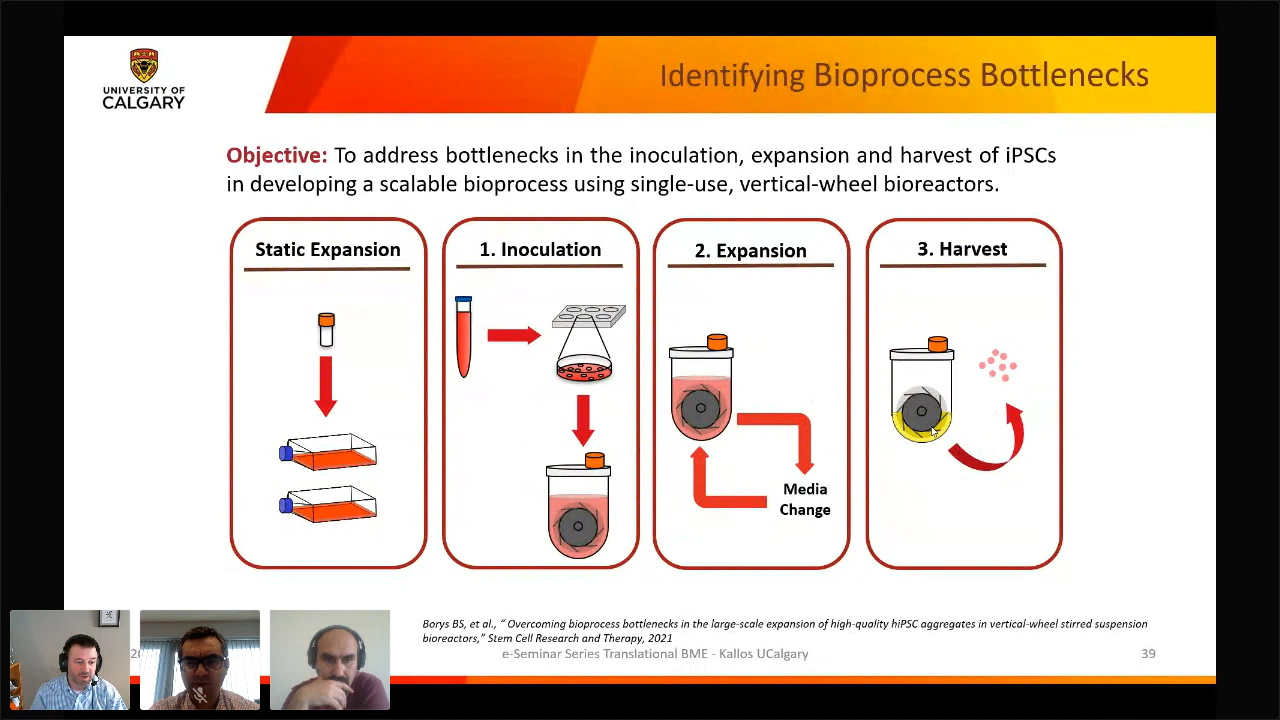 UNIVERSITY OF
CALGARY
Identifying Bioprocess Bottlenecks
Objective: To address bottlenecks in the inoculation, expansion and harvest of iPSCs
in developing a scalable bioprocess using single-use, vertical-wheel bioreactors.
Static Expansion
1. Inoculation
2. Expansion
Media
Change
3. Harvest
Borys BS, et al., “ Overcoming bioprocess bottlenecks in the large-scale expansion of high-quality hiPSC aggregates in vertical-wheel stirred suspension
bioreactors,” Stem Cell Research and Therapy, 2021
e-Seminar Series Translational BME - Kallos UCalgary
39